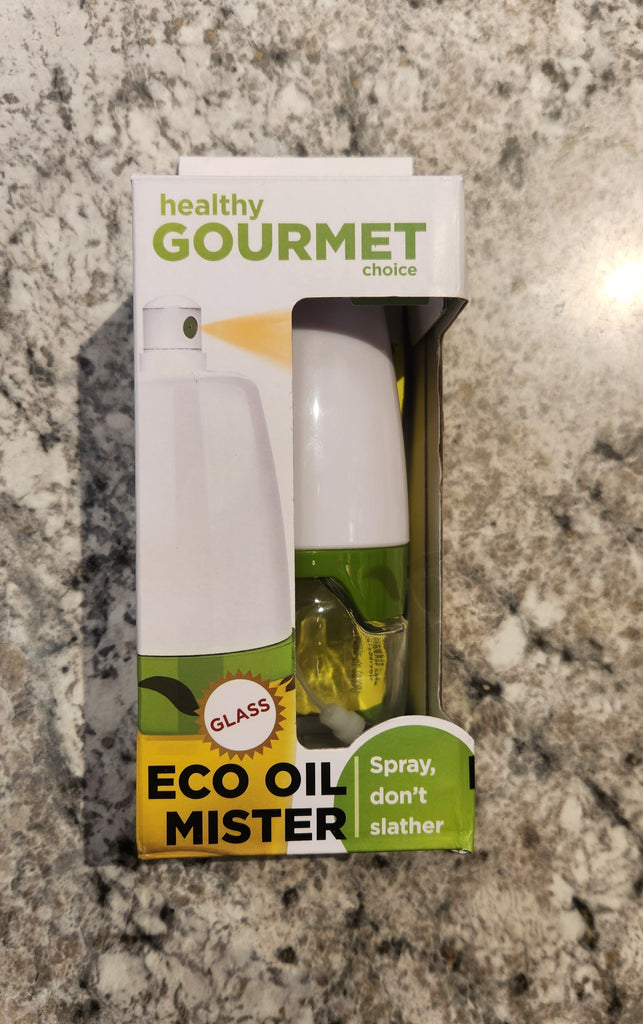 healthy
GOURMET
choice
GLASS
ECO OIL
MISTER
Spray,
don't
slather